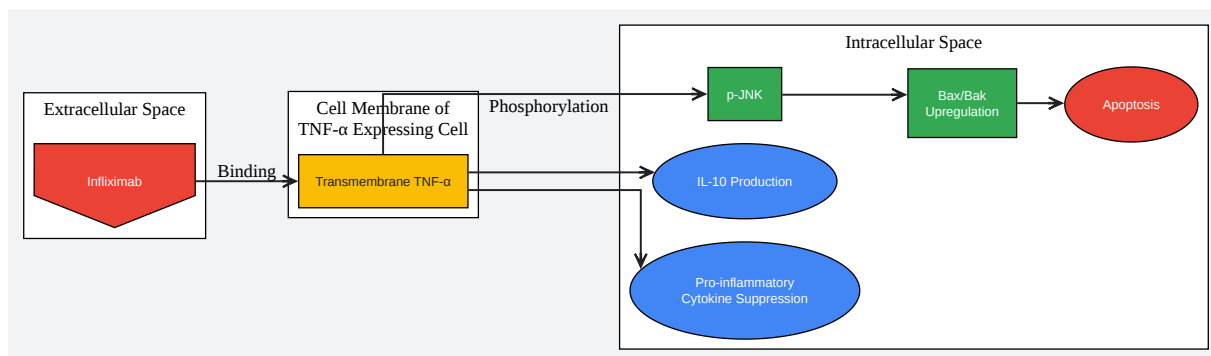 Extracellular Space
Infliximab
Binding
Cell Membrane of
TNF-α Expressing Cell
Transmembrane TNF-α
Phosphorylation
Intracellular Space
p-JNK
Bax/Bak
Upregulation
Apoptosis
IL-10 Production
Pro-inflammatory
Cytokine Suppression